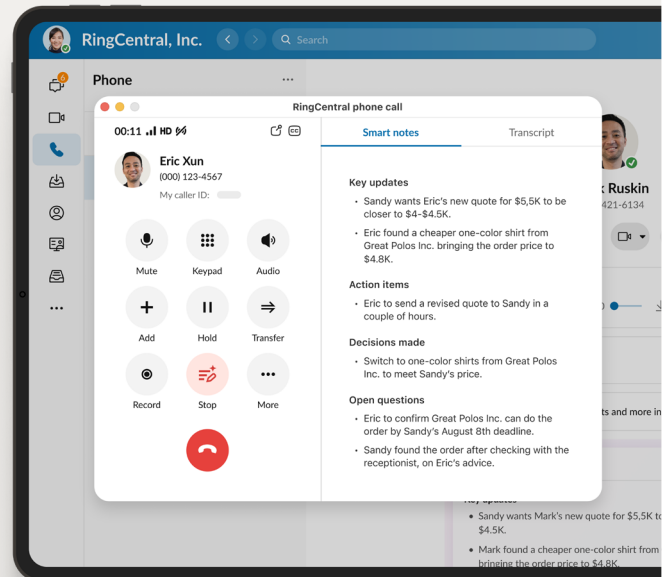 RingCentral, Inc.
Search
6
Phone
RingCentral phone call
00:11 HD
CC
Eric Xun
(000) 123-4567
My caller ID:
Mute
Keypad
Audio
Add
Hold
Transfer
Record
Stop
More
Smart notes
Transcript
Key updates
• Sandy wants Eric's new quote for $5,5K to be
closer to $4-$4.5K.
• Eric found a cheaper one-color shirt from
Great Polos Inc. bringing the order price to
$4.8K.
Action items
• Eric to send a revised quote to Sandy in a
couple of hours.
Decisions made
• Switch to one-color shirts from Great Polos
Inc. to meet Sandy's price.
Open questions
• Eric to confirm Great Polos Inc. can do the
order by Sandy's August 8th deadline.
• Sandy found the order after checking with the
receptionist, on Eric's advice.
Ruskin
421-6134
ts and more in
• Sandy wants Mark's new quote for $5,5K to
$4.5K.
• Mark found a cheaper one-color shirt from
bringing the order price to $4.8K.